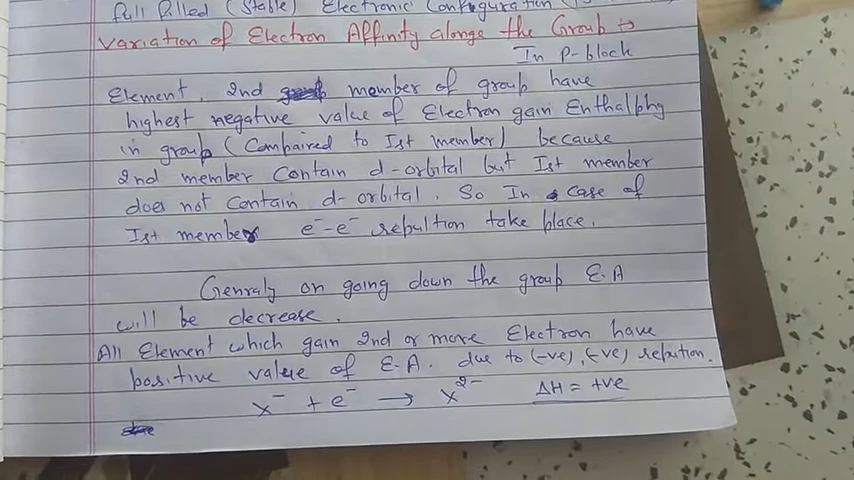 full filled (Stable) Electronic Configuration (
Variation of Electron Affinity alonge the Group →
In P-block
Element, 2nd member of group have
highest negative value of Electron gain Enthalphy
in group (Compaired to Ist member) because
2nd member Contain d-orbital but Ist member
does not Contain d-orbital. So In Case of
Ist member e⁻-e⁻ repultion take place.
Genraly on going down the group E.A
will be decrease.
All Element which gain 2nd or more Electron have
positive value of E.A. due to (-ve), (-ve) repution.
x⁻ + e⁻ → x²⁻ ΔH = +ve